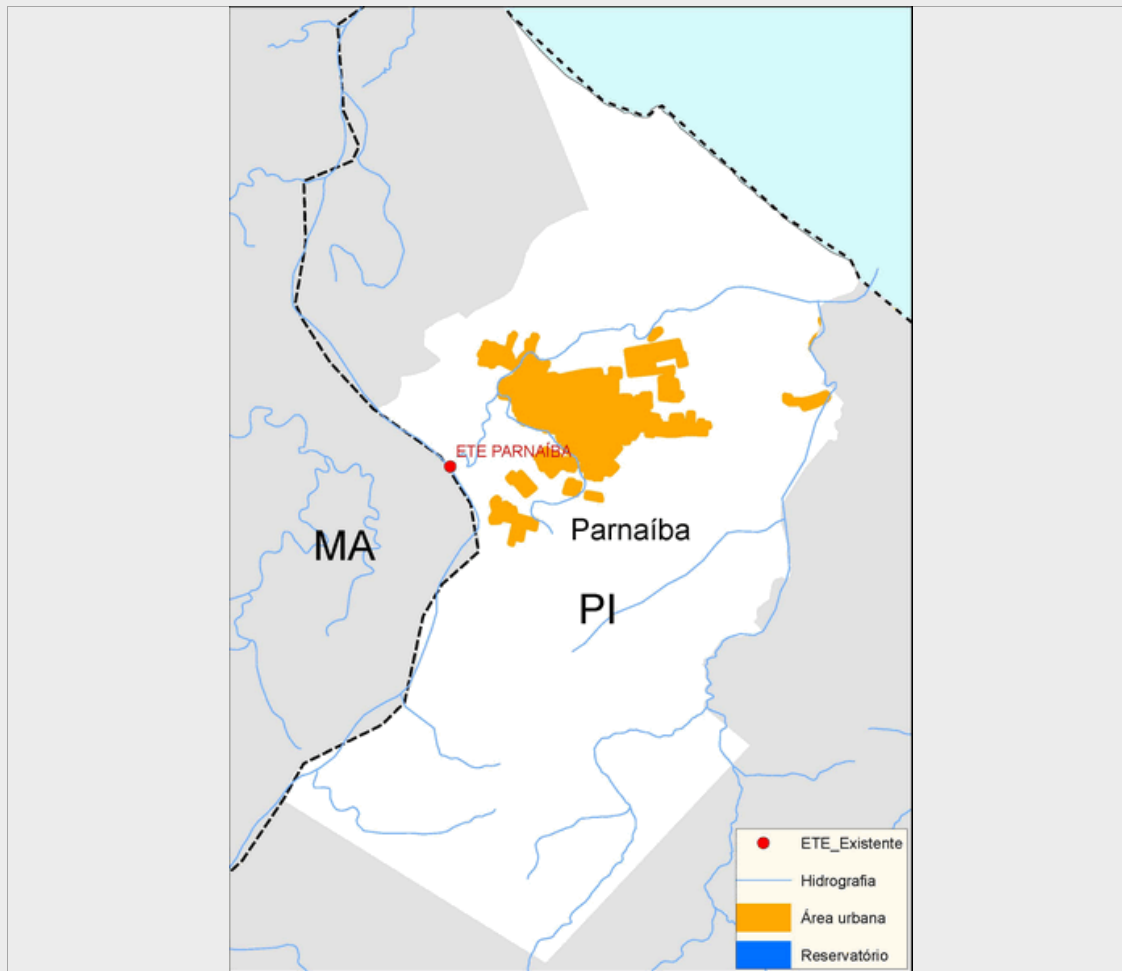 ETE PARNAÍBA
MA
Parnaíba
PI
ETE_Existente
Hidrografia
Área urbana
Reservatório